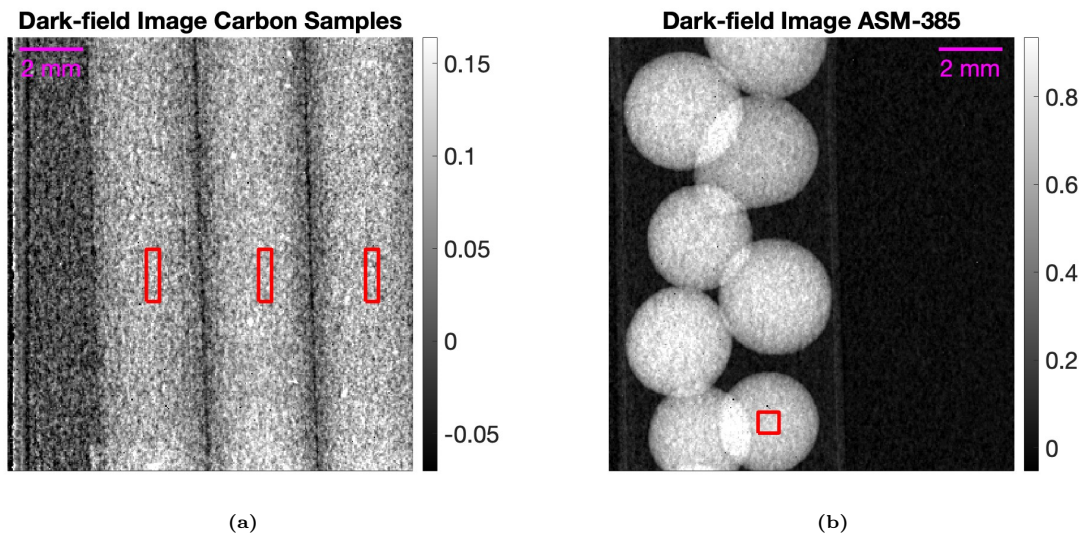 Dark-field Image Carbon Samples
2 mm
0.15
0.1
0.05
0
-0.05
(a)
Dark-field Image ASM-385
2 mm
0.8
0.6
0.4
0.2
0
(b)